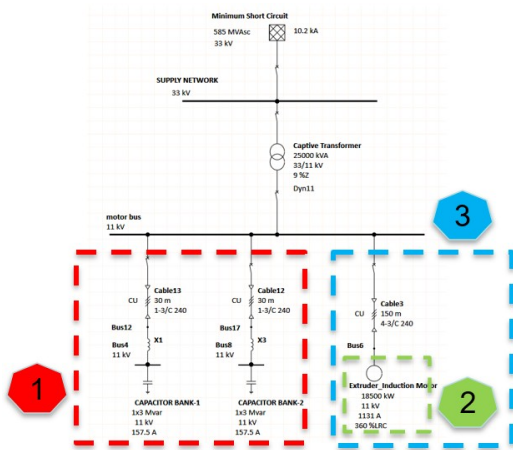 Minimum Short Circuit
585 MVAsc 10.2 kA
33 kV
SUPPLY NETWORK
33 kV
Captive Transformer
25000 kVA
33/11 kV
9 %Z
Dyn11
3
motor bus
11 kV
Cable13
CU 30 m
1-3/C 240
Cable12
CU 30 m
1-3/C 240
Cable3
CU 150 m
4-3/C 240
Bus12
Bus17
Bus6
Bus4 X1
11 kV
Bus8 X3
11 kV
1
CAPACITOR BANK-1
1x3 Mvar
11 kV
157.5 A
CAPACITOR BANK-2
1x3 Mvar
11 kV
157.5 A
Extruder_Induction Motor
18500 kW
11 kV
1131 A
360 %LRC
2